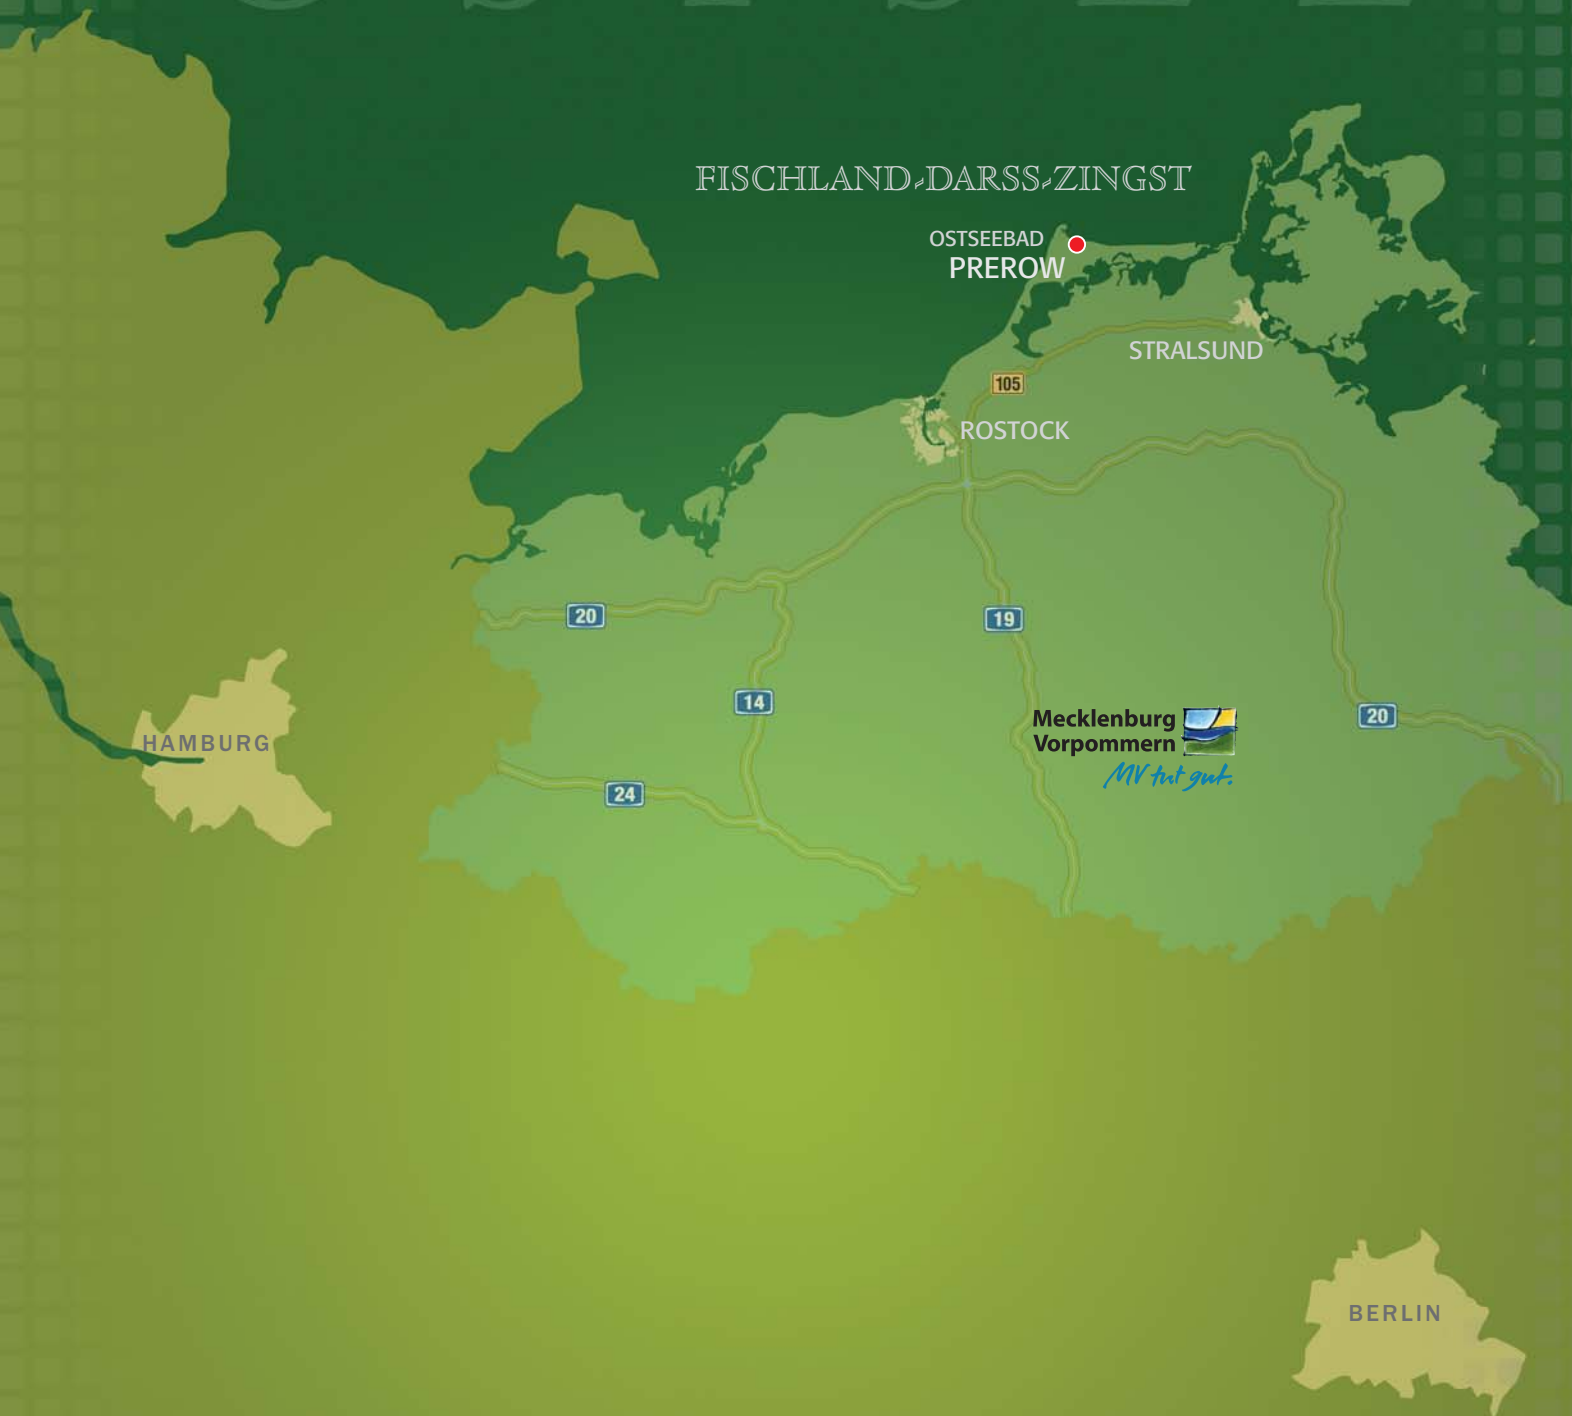 FISCHLAND-DARSS-ZINGST
OSTSEEBAD
PREROW
STRALSUND
105
ROSTOCK
20
19
14
20
Mecklenburg
Vorpommern
MV tut gut.
HAMBURG
24
BERLIN